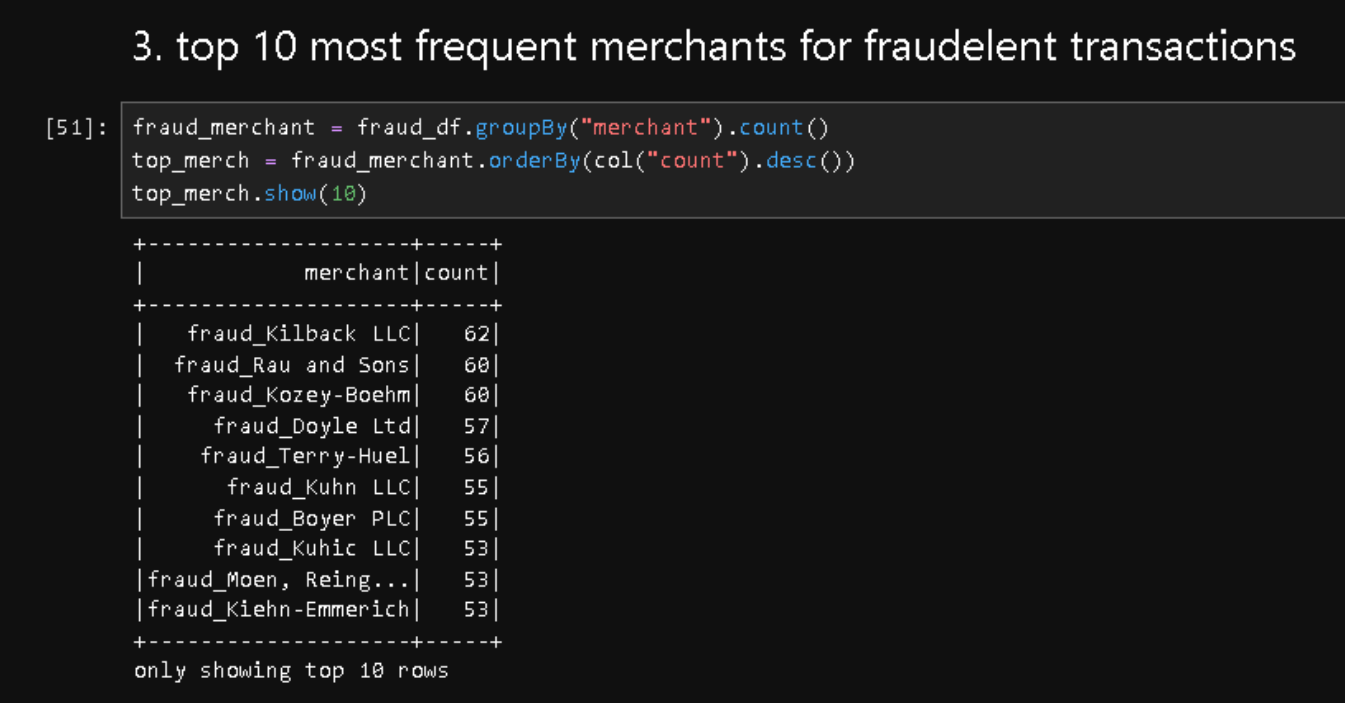 3. top 10 most frequent merchants for fraudelent transactions
[51]: fraud_merchant = fraud_df.groupBy("merchant").count()
top_merch = fraud_merchant.orderBy(col("count").desc())
top_merch.show(10)
+--------------------+-----+
|            merchant|count|
+--------------------+-----+
|   fraud_Kilback LLC|   62|
|  fraud_Rau and Sons|   60|
|   fraud_Kozey-Boehm|   60|
|     fraud_Doyle Ltd|   57|
|    fraud_Terry-Huel|   56|
|      fraud_Kuhn LLC|   55|
|     fraud_Boyer PLC|   55|
|     fraud_Kuhic LLC|   53|
|fraud_Moen, Reing...|   53|
|fraud_Kiehn-Emmerich|   53|
+--------------------+-----+
only showing top 10 rows